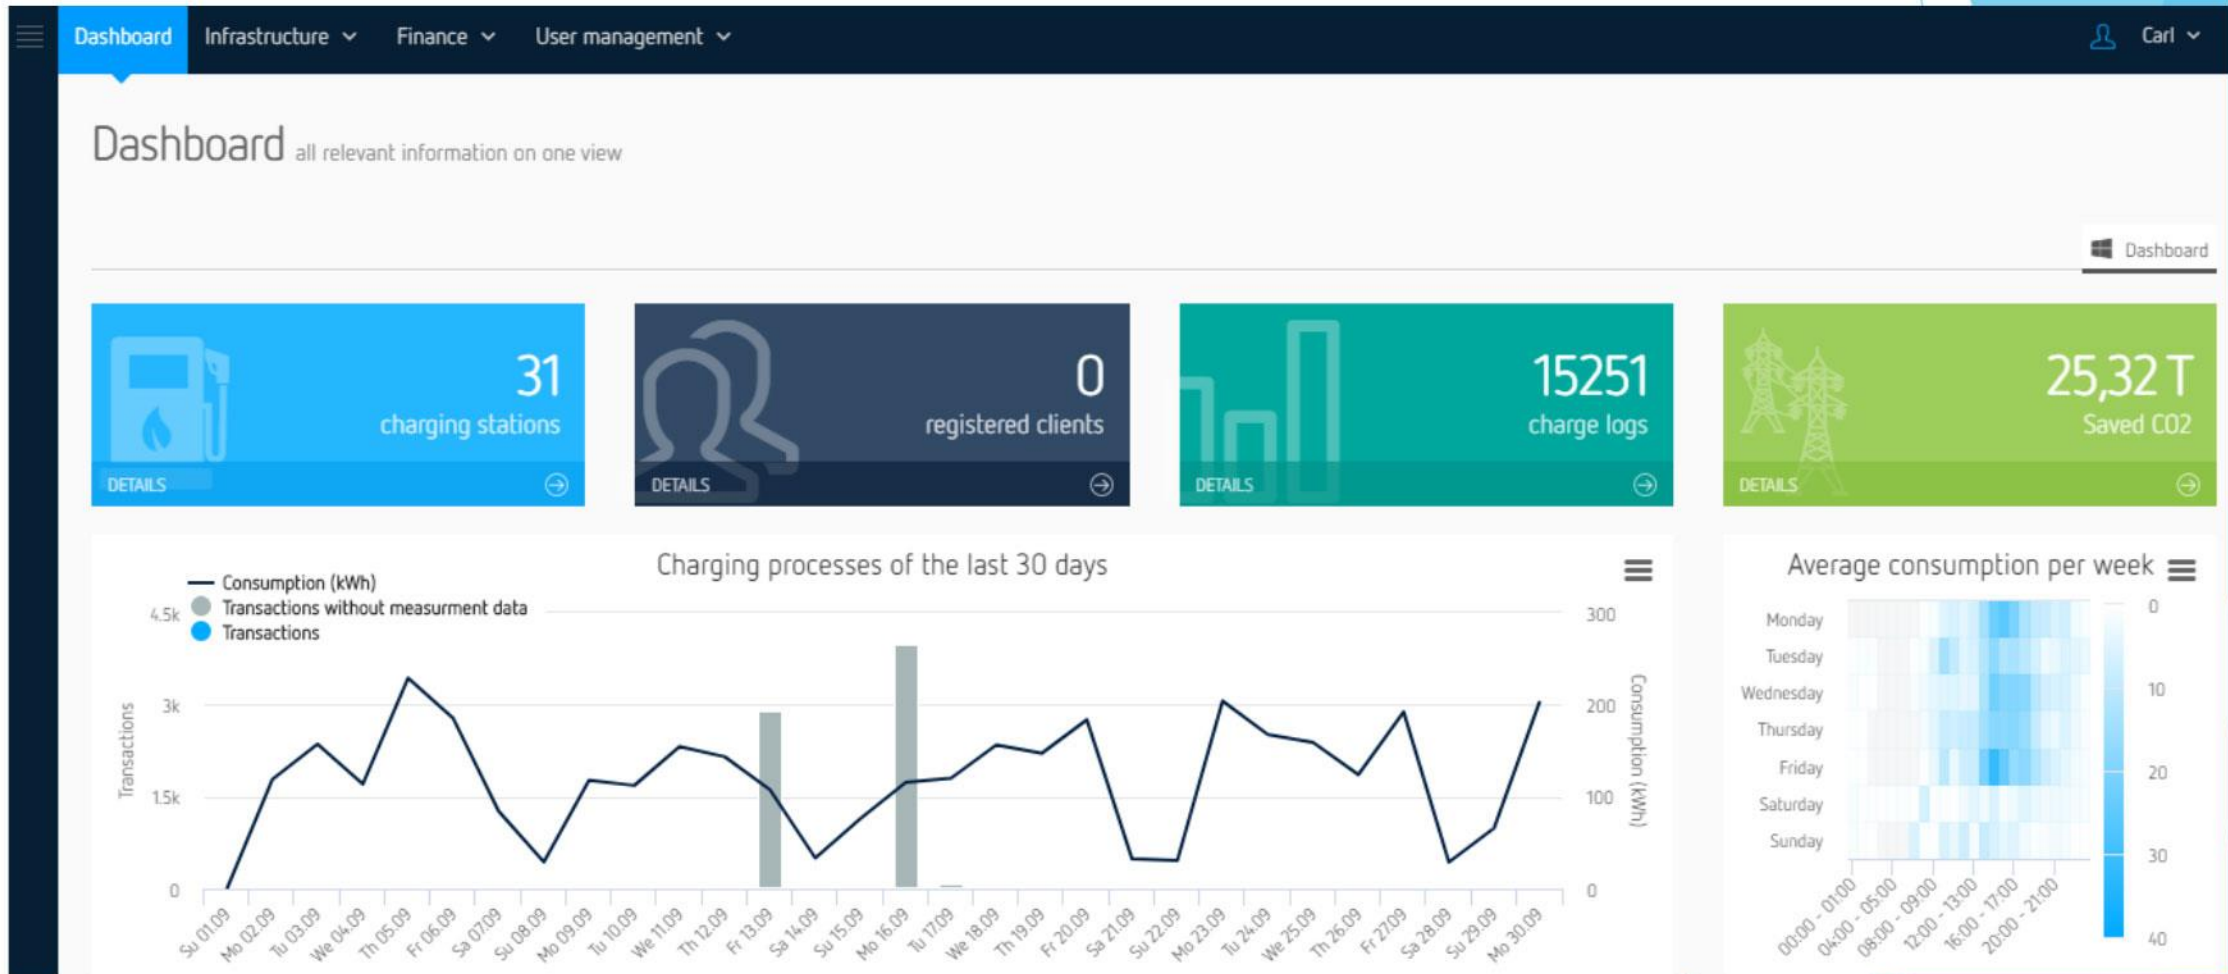 Dashboard Infrastructure Finance User management Carl
Dashboard all relevant information on one view
Dashboard
31
charging stations
DETAILS
0
registered clients
DETAILS
15251
charge logs
DETAILS
25,32 T
Saved CO2
DETAILS
Charging processes of the last 30 days
Consumption (kWh)
Transactions without measurment data
Transactions
4.5k
3k
1.5k
0
Transactions
300
200
100
0
Consumption (kWh)
Su 01.09
Mo 02.09
Tu 03.09
We 04.09
Th 05.09
Fr 06.09
Sa 07.09
Su 08.09
Mo 09.09
Tu 10.09
We 11.09
Th 12.09
Fr 13.09
Sa 14.09
Su 15.09
Mo 16.09
Tu 17.09
We 18.09
Th 19.09
Fr 20.09
Sa 21.09
Su 22.09
Mo 23.09
Tu 24.09
We 25.09
Th 26.09
Fr 27.09
Sa 28.09
Su 29.09
Mo 30.09
Average consumption per week
Monday
Tuesday
Wednesday
Thursday
Friday
Saturday
Sunday
00:00 - 01:00
04:00 - 05:00
08:00 - 09:00
12:00 - 13:00
16:00 - 17:00
20:00 - 21:00
0
10
20
30
40